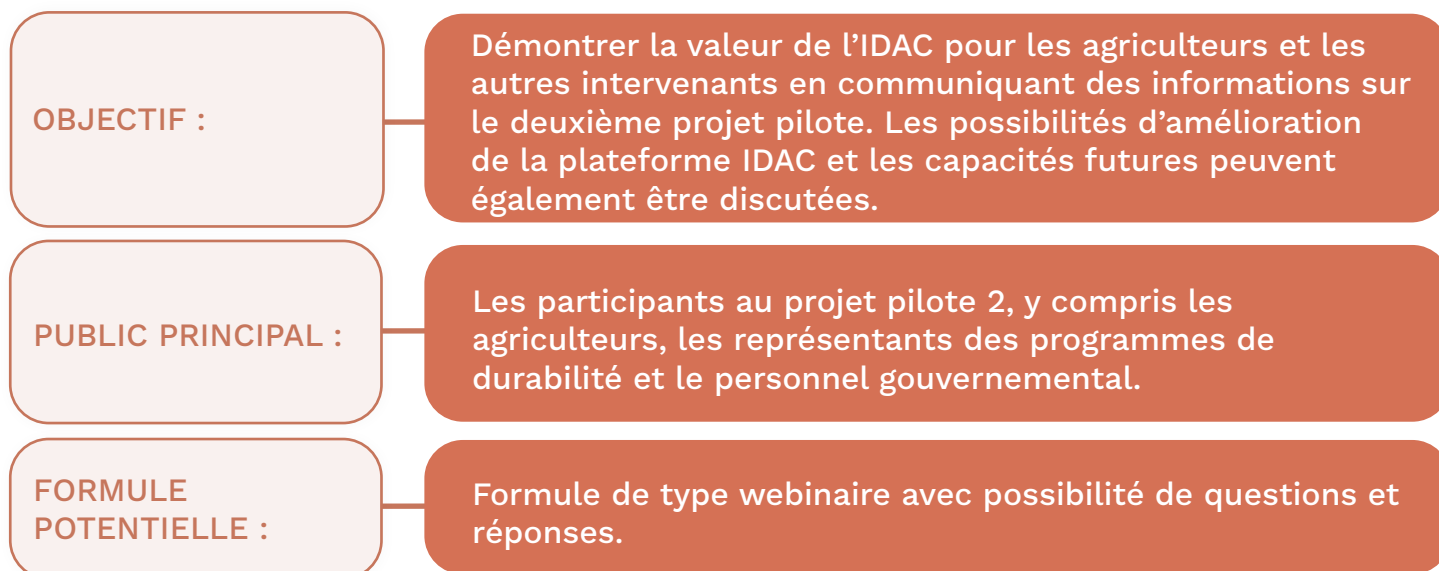 OBJECTIF :
Démontrer la valeur de l’IDAC pour les agriculteurs et les
autres intervenants en communiquant des informations sur
le deuxième projet pilote. Les possibilités d’amélioration
de la plateforme IDAC et les capacités futures peuvent
également être discutées.
PUBLIC PRINCIPAL :
Les participants au projet pilote 2, y compris les
agriculteurs, les représentants des programmes de
durabilité et le personnel gouvernemental.
FORMULE
POTENTIELLE :
Formule de type webinaire avec possibilité de questions et
réponses.